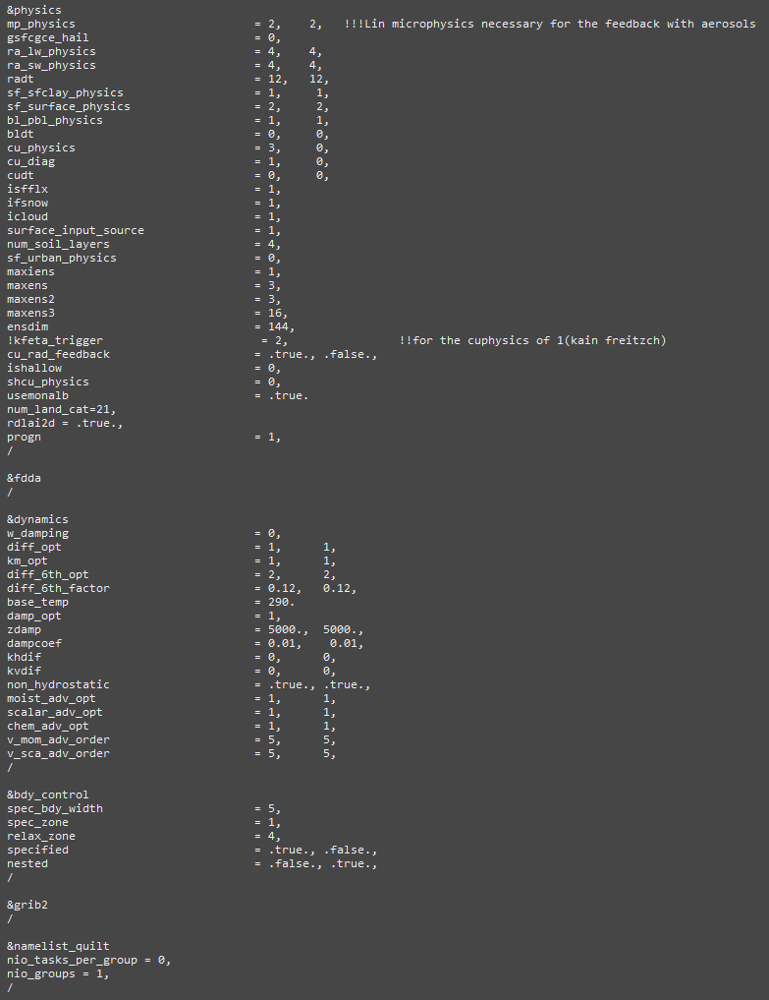 &physics
mp_physics                          = 2,    2,   !!!Lin microphysics necessary for the feedback with aerosols
gsfcgce_hail                        = 0,
ra_lw_physics                       = 4,    4,
ra_sw_physics                       = 4,    4,
radt                                = 12,   12,
sf_sfclay_physics                   = 1,     1,
sf_surface_physics                  = 2,     2,
bl_pbl_physics                      = 1,     1,
bldt                                = 0,     0,
cu_physics                          = 3,     0,
cu_diag                             = 1,     0,
cudt                                = 0,     0,
isfflx                              = 1,
ifsnow                              = 1,
icloud                              = 1,
surface_input_source                = 1,
num_soil_layers                     = 4,
sf_urban_physics                    = 0,
maxiens                             = 1,
maxens                              = 3,
maxens2                             = 3,
maxens3                             = 16,
ensdim                              = 144,
!kfeta_trigger                       = 2,                !!for the cuphysics of 1(kain freitzch)
cu_rad_feedback                     = .true., .false.,
ishallow                            = 0,
shcu_physics                        = 0,
usemonalb                           = .true.
num_land_cat=21,
rdlai2d = .true.,
progn                               = 1,
/
&fdda
/
&dynamics
w_damping                           = 0,
diff_opt                            = 1,      1,
km_opt                              = 1,      1,
diff_6th_opt                        = 2,      2,
diff_6th_factor                     = 0.12,   0.12,
base_temp                           = 290.
damp_opt                            = 1,
zdamp                               = 5000.,  5000.,
dampcoef                            = 0.01,    0.01,
khdif                               = 0,      0,
kvdif                               = 0,      0,
non_hydrostatic                     = .true., .true.,
moist_adv_opt                       = 1,      1,
scalar_adv_opt                      = 1,      1,
chem_adv_opt                        = 1,      1,
v_mom_adv_order                     = 5,      5,
v_sca_adv_order                     = 5,      5,
/
&bdy_control
spec_bdy_width                      = 5,
spec_zone                           = 1,
relax_zone                          = 4,
specified                           = .true., .false.,
nested                              = .false., .true.,
/
&grib2
/
&namelist_quilt
nio_tasks_per_group = 0,
nio_groups = 1,
/